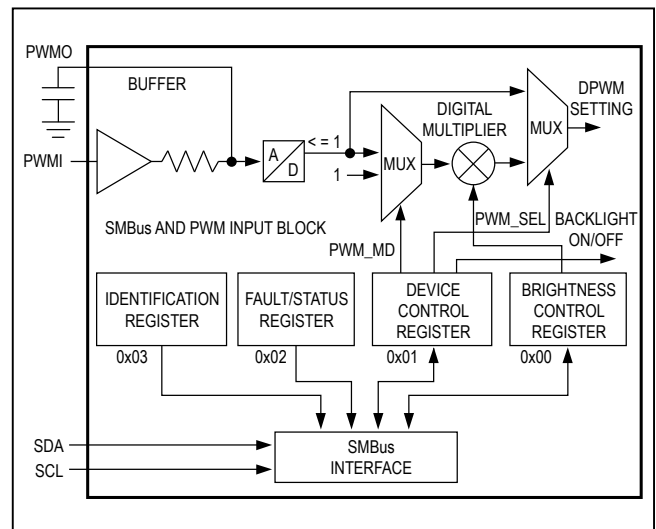 PWMO
BUFFER
PWMI
A
D
<= 1
1
MUX
DIGITAL
MULTIPLIER
MUX
DPWM
SETTING
SMBus AND PWM INPUT BLOCK
PWM_MD
PWM_SEL
BACKLIGHT
ON/OFF
IDENTIFICATION
REGISTER
0x03
FAULT/STATUS
REGISTER
0x02
DEVICE
CONTROL
REGISTER
0x01
BRIGHTNESS
CONTROL
REGISTER
0x00
SDA
SCL
SMBus
INTERFACE